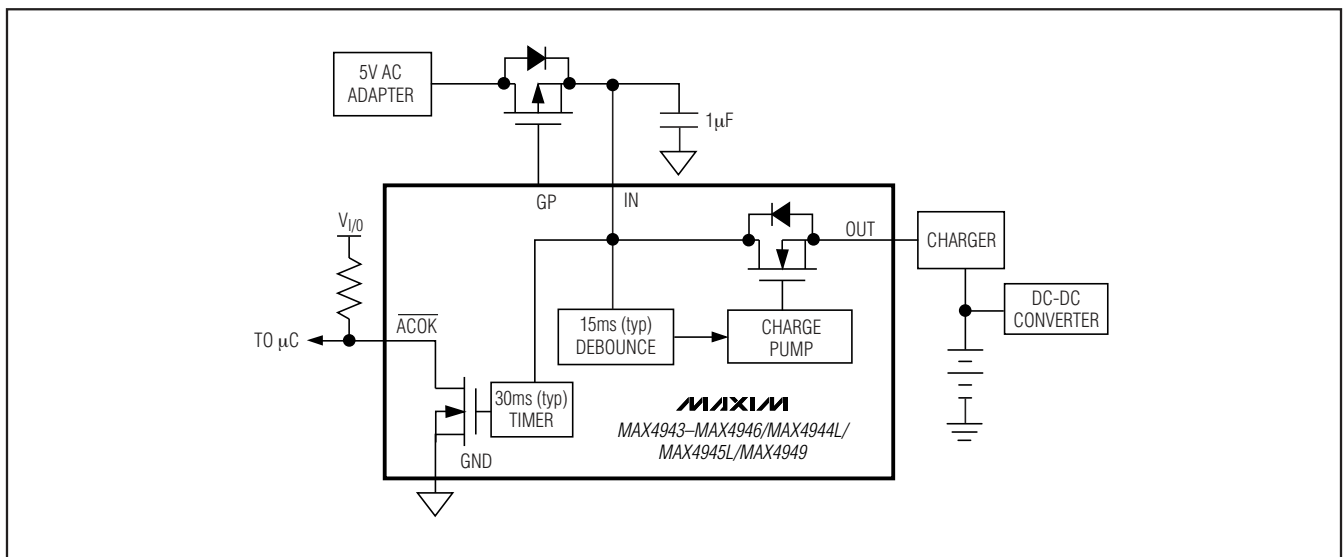 5V AC
ADAPTER
1μF
GP
IN
V_I/0
OUT
CHARGER
DC-DC
CONVERTER
ACOK
TO μC
15ms (typ)
DEBOUNCE
CHARGE
PUMP
30ms (typ)
TIMER
MAXIM
MAX4943–MAX4946/MAX4944L/
MAX4945L/MAX4949
GND